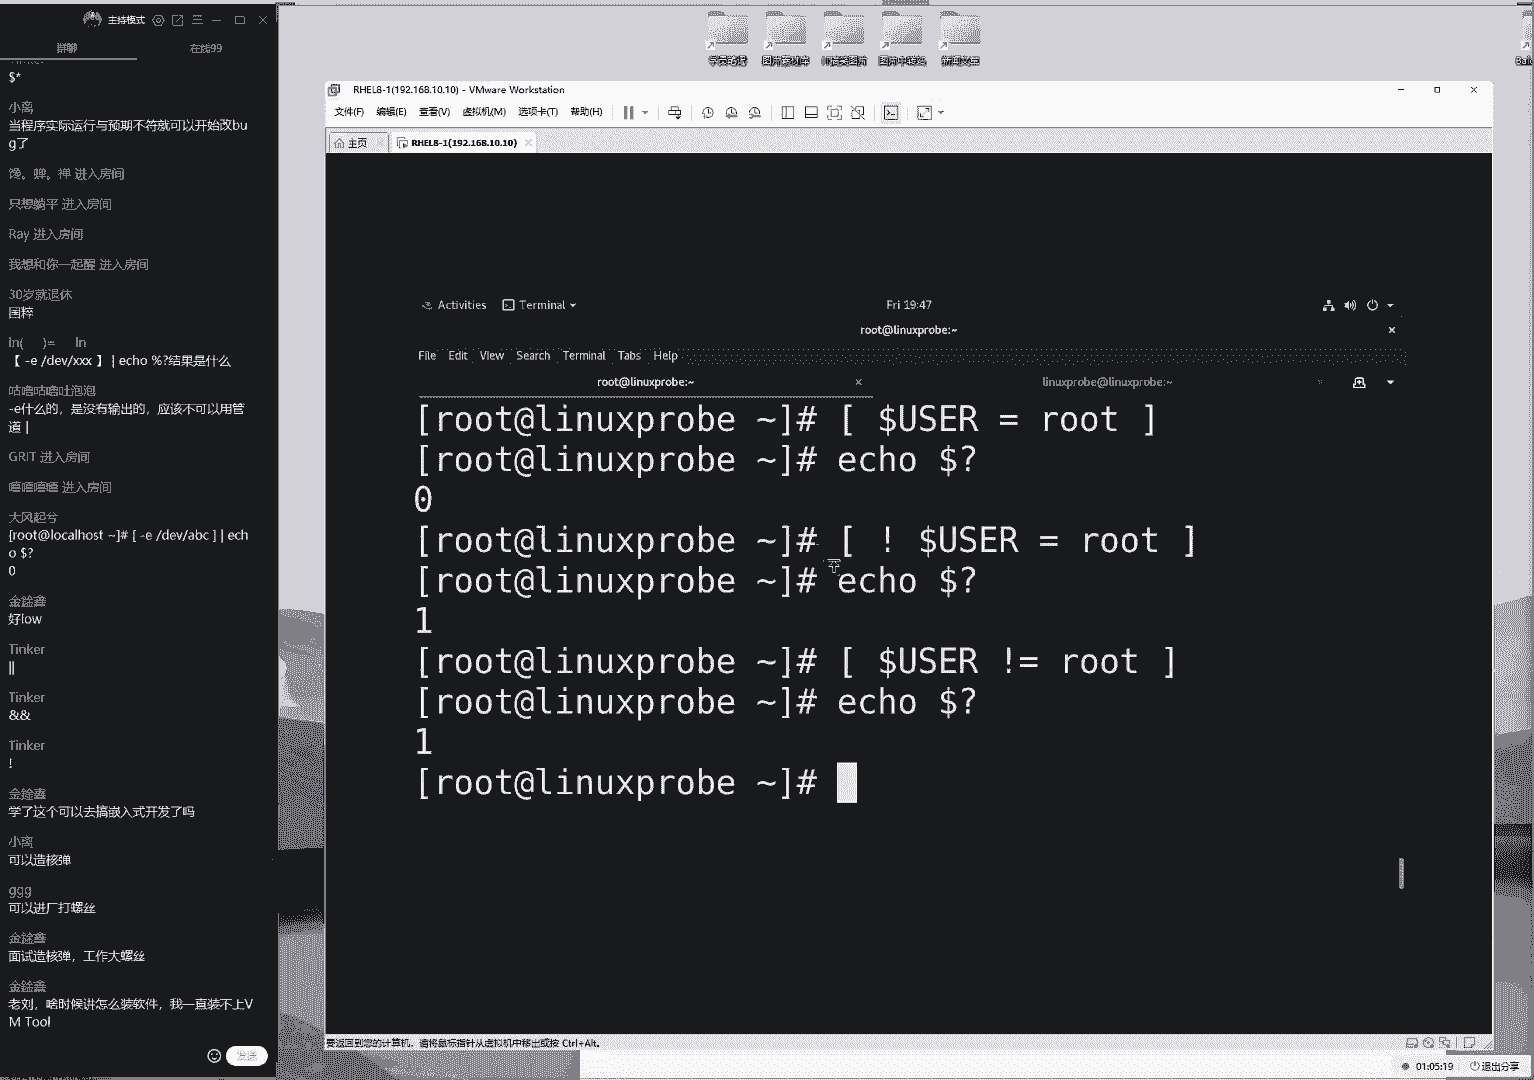 主持模式
群聊
在线99
$*
小离
当程序实际运行与预期不符就可以开始改bu
g了
馋。蝉。禅 进入房间
只想躺平 进入房间
Ray 进入房间
我想和你一起醒 进入房间
30岁就退休
国粹
ln( )= ln
【 -e /dev/xxx 】 | echo %?结果是什么
咕噜咕噜吐泡泡
-e什么的，是没有输出的，应该不可以用管
道 |
GRIT 进入房间
嘻嘻嘻嘻 进入房间
大风起兮
[root@localhost ~]# [ -e /dev/abc ] | ech
o $?
0
好low
Tinker
||
Tinker
&&
Tinker
!
学了这个可以去搞嵌入式开发了吗
小离
可以造核弹
ggg
可以进厂打螺丝
面试造核弹，工作大螺丝
老刘，啥时候讲怎么装软件，我一直装不上V
M Tool
发送
RHEL8-1(192.168.10.10) - VMware Workstation
文件(F) 编辑(E) 查看(V) 虚拟机(M) 选项卡(T) 帮助(H)
主页
RHEL8-1(192.168.10.10)
Activities
Terminal
Fri 19:47
root@linuxprobe:~
File Edit View Search Terminal Tabs Help
root@linuxprobe:~
linuxprobe@linuxprobe:~
[root@linuxprobe ~]# [ $USER = root ]
[root@linuxprobe ~]# echo $?
0
[root@linuxprobe ~]# [ ! $USER = root ]
[root@linuxprobe ~]# echo $?
1
[root@linuxprobe ~]# [ $USER != root ]
[root@linuxprobe ~]# echo $?
1
[root@linuxprobe ~]#
要返回到您的计算机，请将鼠标指针从虚拟机中移出或按 Ctrl+Alt。
01:05:19
退出分享